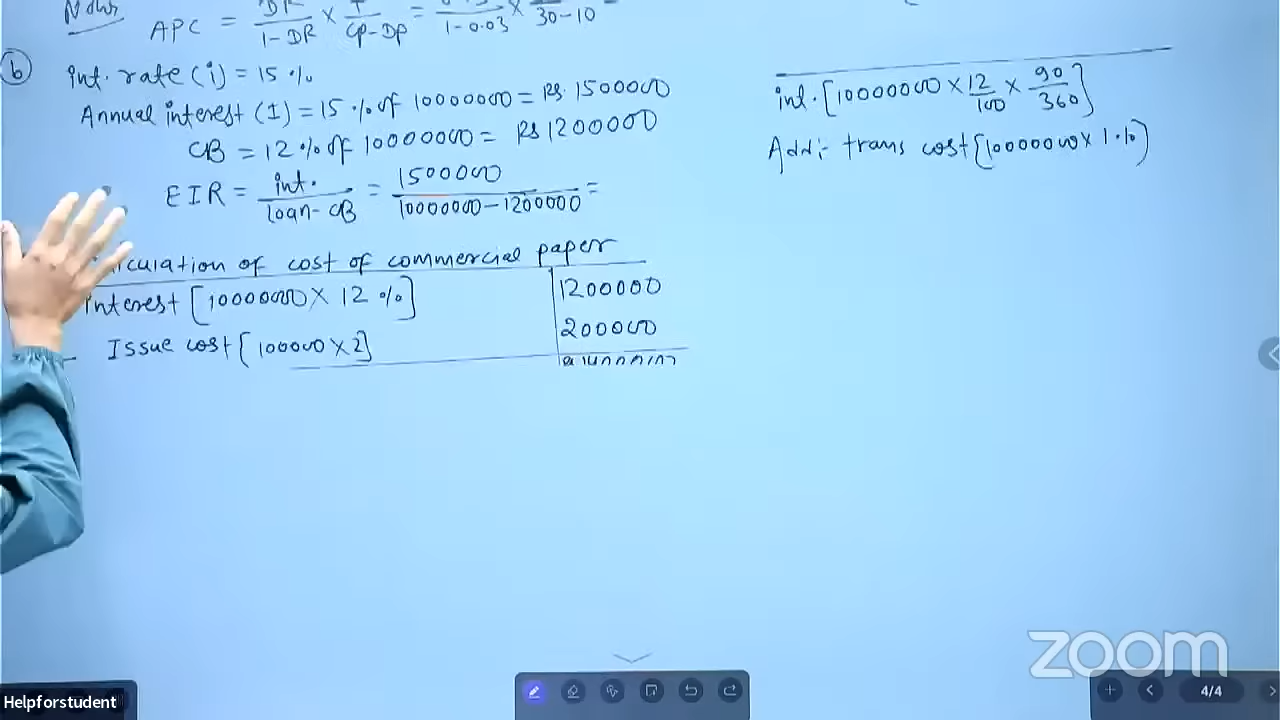 APC = DR/1-DR × /CP-DP = /1-0.03 × /30-10
b
int. rate (i) = 15 %
Annual interest (I) = 15 % of 10000000 = Rs. 1500000
CB = 12 % of 10000000 = Rs 1200000
EIR = int./loan-CB = 1500000/10000000-1200000 =
culation of cost of commercial paper
interest [10000000 × 12 %] 1200000
Issue cost [100000 × 2] 200000
int. [10000000 × 12/100 × 90/360]
Add:- trans cost [10000000 × 1.10]
zoom
4/4
Helpforstudent